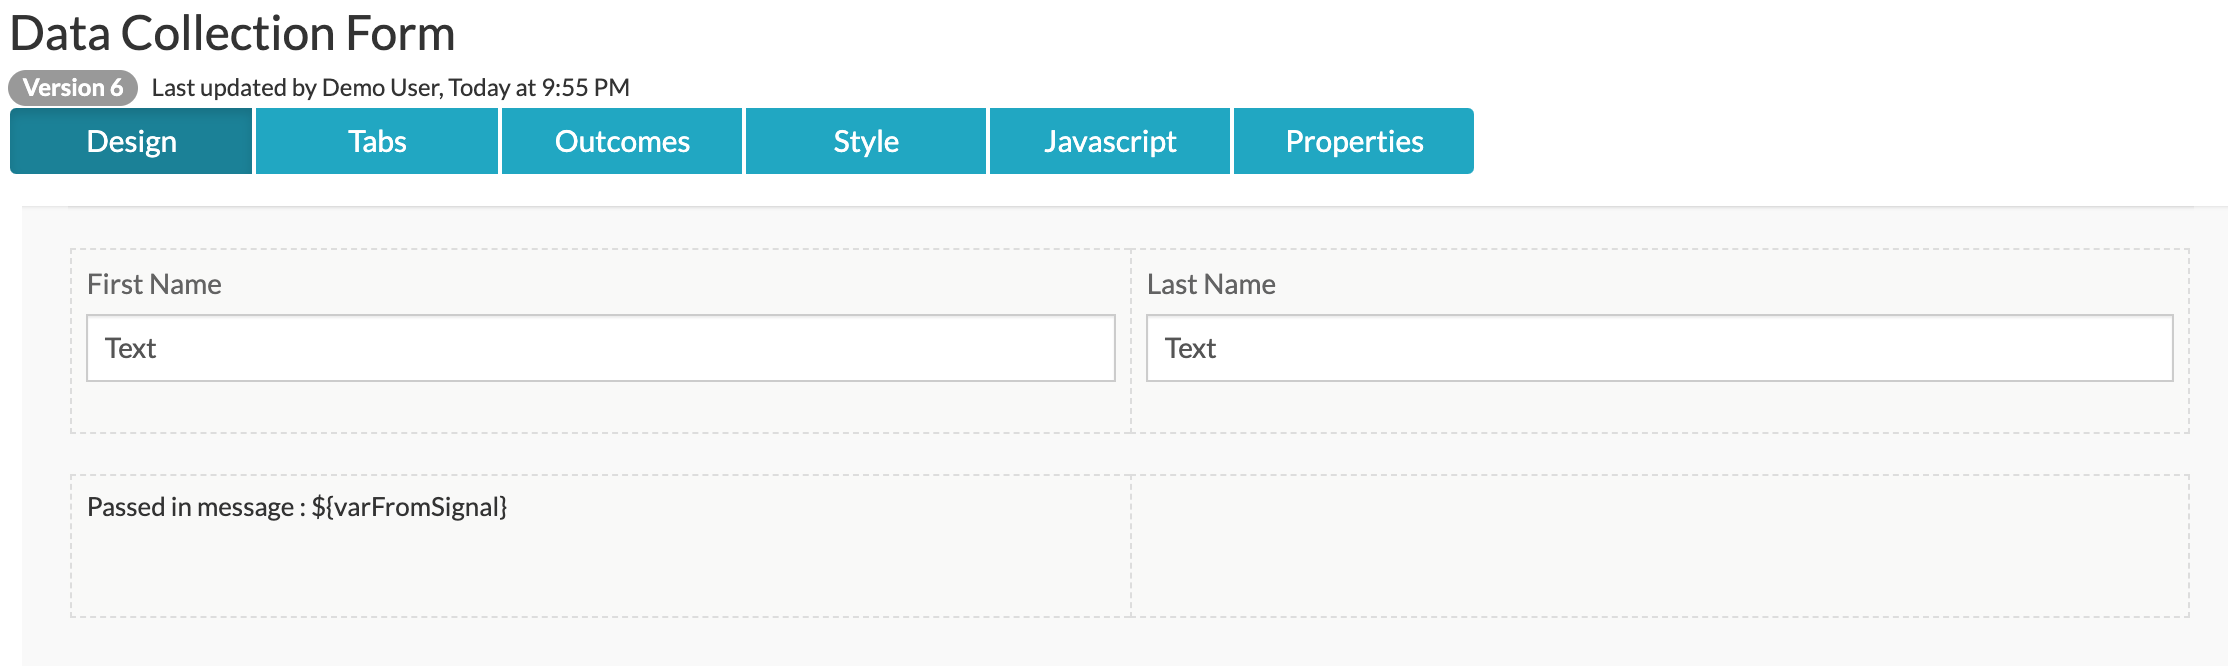 Data Collection Form
Version 6 Last updated by Demo User, Today at 9:55 PM
Design Tabs Outcomes Style Javascript Properties
First Name Last Name
Text Text
Passed in message : ${varFromSignal}